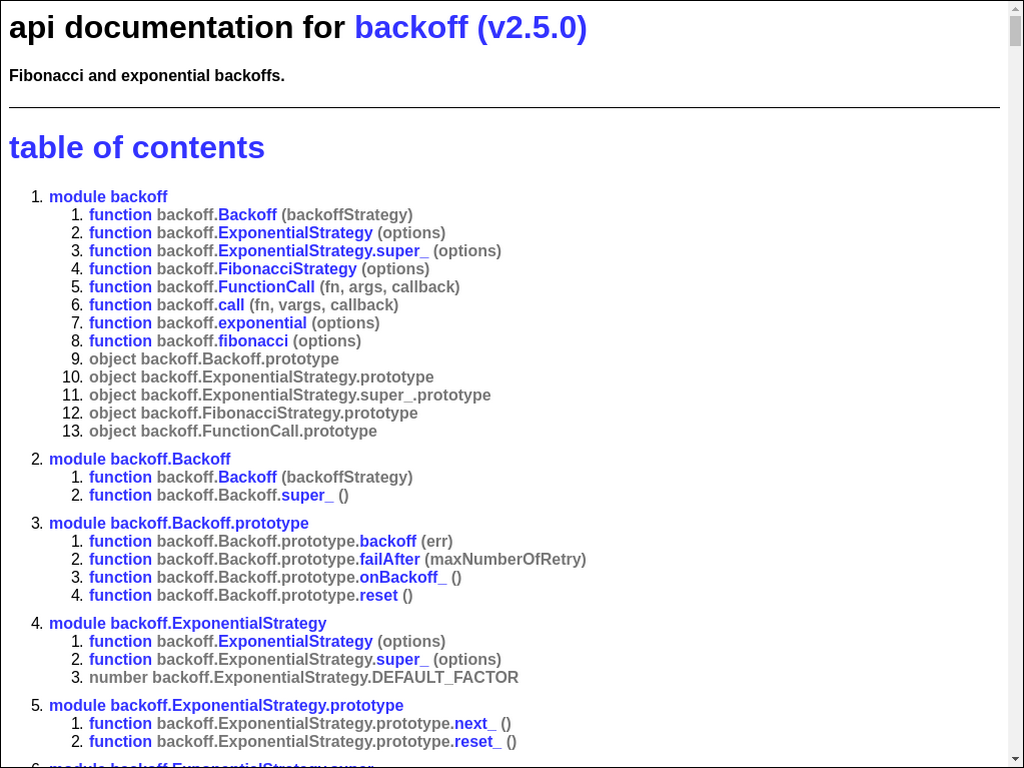 api documentation for backoff (v2.5.0)
Fibonacci and exponential backoffs.
table of contents
1. module backoff
1. function backoff.Backoff (backoffStrategy)
2. function backoff.ExponentialStrategy (options)
3. function backoff.ExponentialStrategy.super_ (options)
4. function backoff.FibonacciStrategy (options)
5. function backoff.FunctionCall (fn, args, callback)
6. function backoff.call (fn, vargs, callback)
7. function backoff.exponential (options)
8. function backoff.fibonacci (options)
9. object backoff.Backoff.prototype
10. object backoff.ExponentialStrategy.prototype
11. object backoff.ExponentialStrategy.super_.prototype
12. object backoff.FibonacciStrategy.prototype
13. object backoff.FunctionCall.prototype
2. module backoff.Backoff
1. function backoff.Backoff (backoffStrategy)
2. function backoff.Backoff.super_ ()
3. module backoff.Backoff.prototype
1. function backoff.Backoff.prototype.backoff (err)
2. function backoff.Backoff.prototype.failAfter (maxNumberOfRetry)
3. function backoff.Backoff.prototype.onBackoff_ ()
4. function backoff.Backoff.prototype.reset ()
4. module backoff.ExponentialStrategy
1. function backoff.ExponentialStrategy (options)
2. function backoff.ExponentialStrategy.super_ (options)
3. number backoff.ExponentialStrategy.DEFAULT_FACTOR
5. module backoff.ExponentialStrategy.prototype
1. function backoff.ExponentialStrategy.prototype.next_ ()
2. function backoff.ExponentialStrategy.prototype.reset_ ()
6. module backoff.ExponentialStrategy.super_